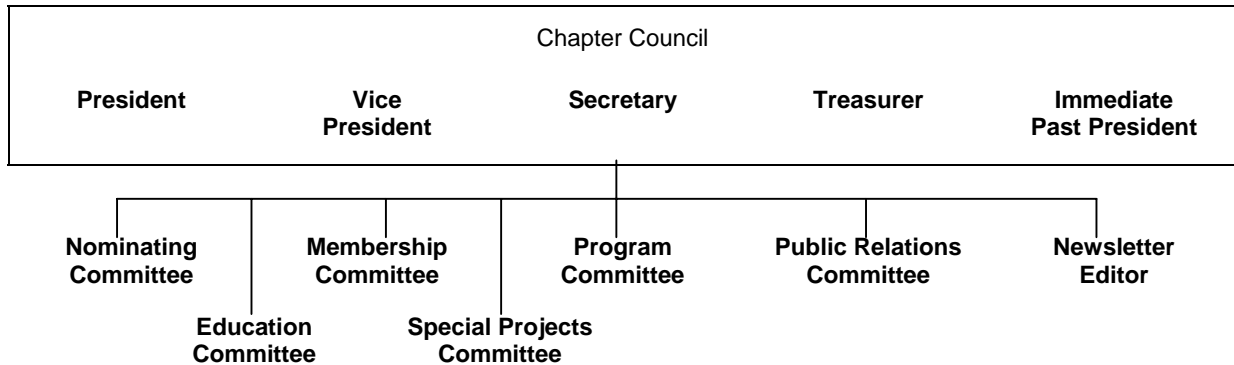 Chapter Council
President
Vice
President
Secretary
Treasurer
Immediate
Past President
Nominating
Committee
Membership
Committee
Program
Committee
Public Relations
Committee
Newsletter
Editor
Education
Committee
Special Projects
Committee